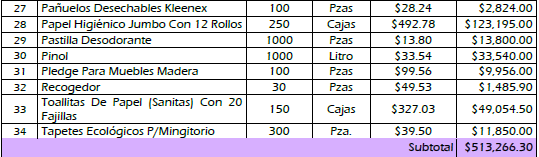 27 Pañuelos Desechables Kleenex 100 Pzas $28.24 $2,824.00
28 Papel Higiénico Jumbo Con 12 Rollos 250 Cajas $492.78 $123,195.00
29 Pastilla Desodorante 1000 Pzas $13.80 $13,800.00
30 Pinol 1000 Litro $33.54 $33,540.00
31 Pledge Para Muebles Madera 100 Pzas $99.56 $9,956.00
32 Recogedor 30 Pzas $49.53 $1,485.90
33 Toallitas De Papel (Sanitas) Con 20
Fajillas 150 Cajas $327.03 $49,054.50
34 Tapetes Ecológicos P/Mingitorio 300 Pza. $39.50 $11,850.00
Subtotal $513,266.30